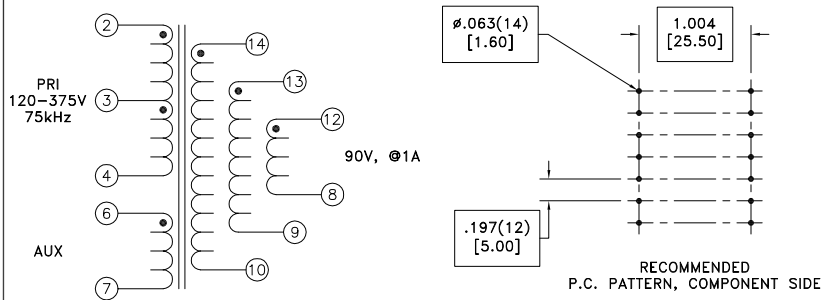 2
14
PRI
120-375V
75kHz
3
13
12
90V, @1A
4
8
6
9
AUX
10
7
ø.063(14)
[1.60]
1.004
[25.50]
.197(12)
[5.00]
RECOMMENDED
P.C. PATTERN, COMPONENT SIDE